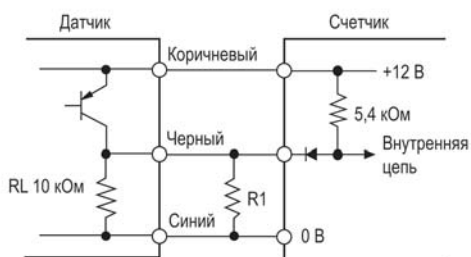 Датчик
Счетчик
Коричневый
+12 В
5,4 кОм
Черный
Внутренняя
цепь
RL 10 кОм
R1
Синий
0 В